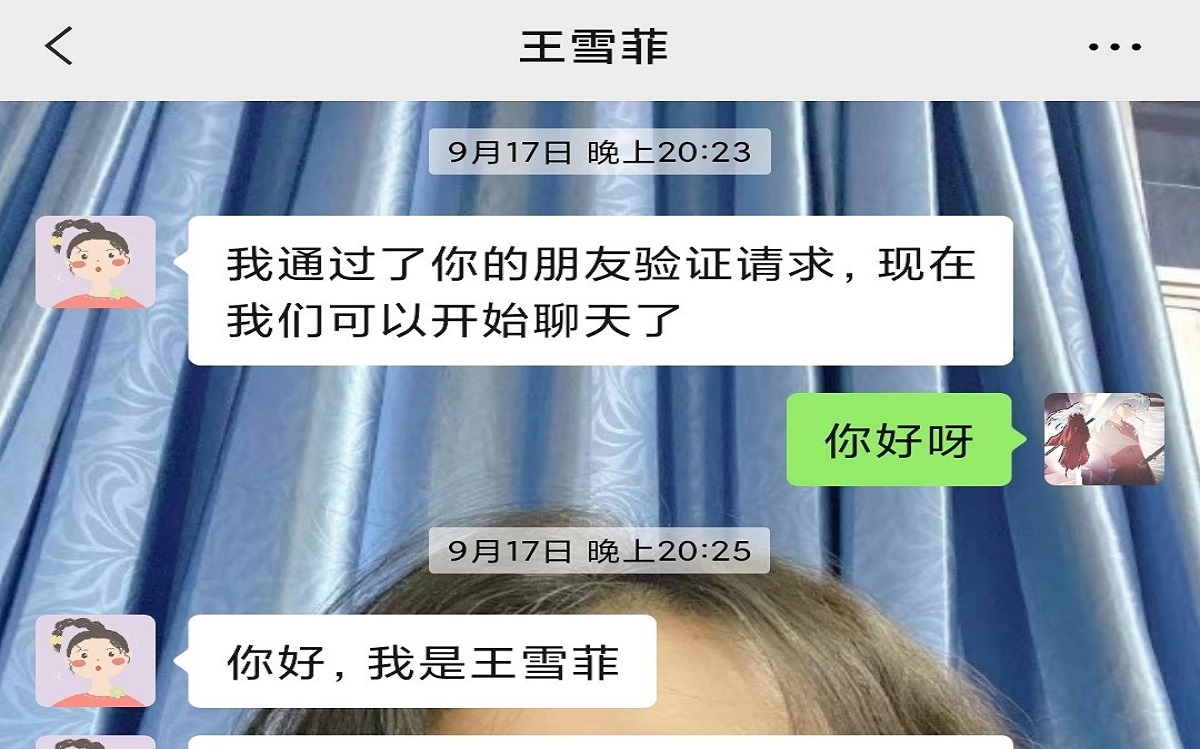 王雪菲
9月17日 晚上20:23
我通过了你的朋友验证请求，现在
我们可以开始聊天了
你好呀
9月17日 晚上20:25
你好，我是王雪菲